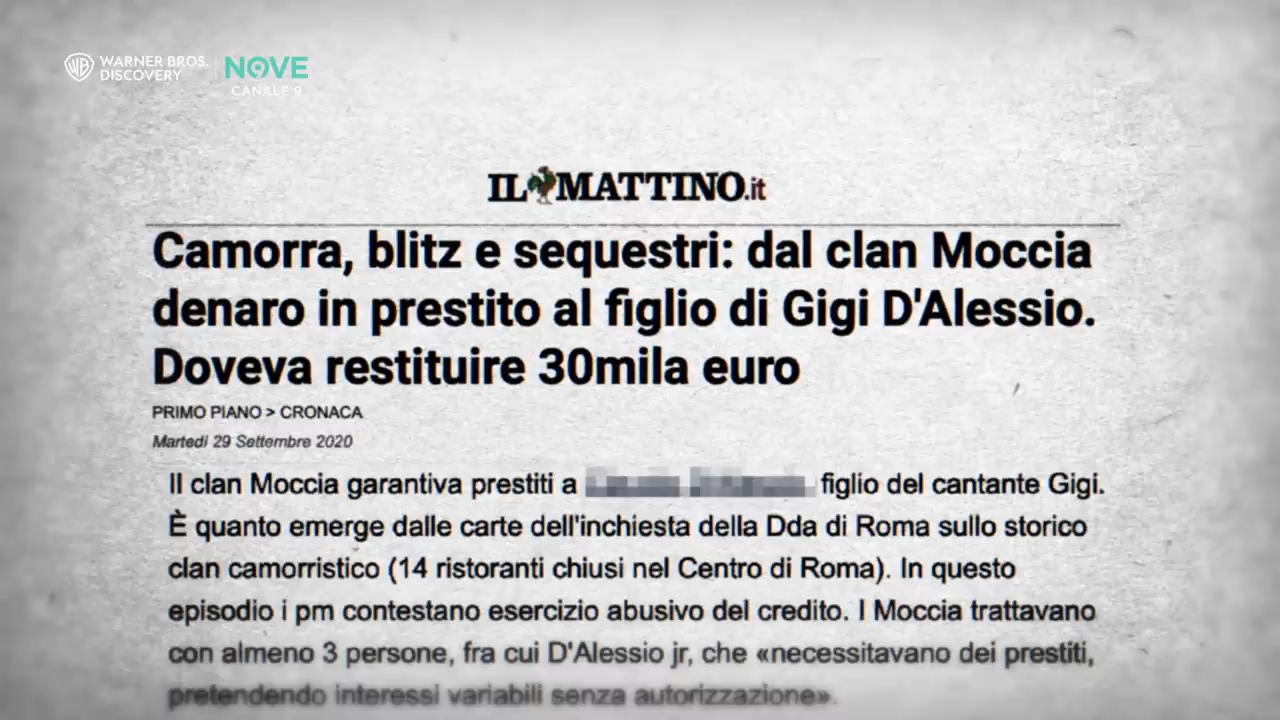 WARNER BROS. DISCOVERY
NOVE
CANALE 9
IL MATTINO.it
Camorra, blitz e sequestri: dal clan Moccia
denaro in prestito al figlio di Gigi D'Alessio.
Doveva restituire 30mila euro
PRIMO PIANO > CRONACA
Martedì 29 Settembre 2020
Il clan Moccia garantiva prestiti a figlio del cantante Gigi.
È quanto emerge dalle carte dell'inchiesta della Dda di Roma sullo storico
clan camorristico (14 ristoranti chiusi nel Centro di Roma). In questo
episodio i pm contestano esercizio abusivo del credito. I Moccia trattavano
con almeno 3 persone, fra cui D'Alessio jr, che «necessitavano dei prestiti,
pretendendo interessi variabili senza autorizzazione».